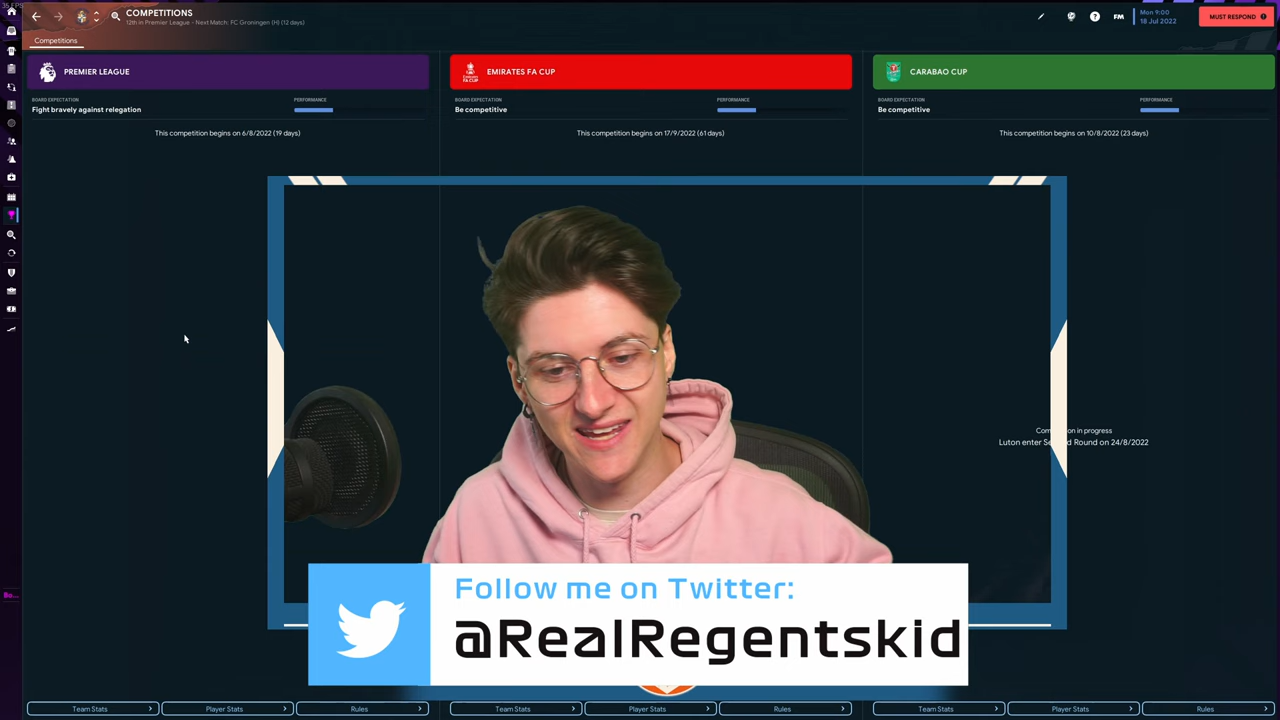 COMPETITIONS
12th in Premier League - Next Match: FC Groningen (H) (12 days)
FM
Mon 9:00
18 Jul 2022
MUST RESPOND
Competitions
PREMIER LEAGUE
BOARD EXPECTATION
PERFORMANCE
Fight bravely against relegation
This competition begins on 6/8/2022 (19 days)
EMIRATES FA CUP
BOARD EXPECTATION
PERFORMANCE
Be competitive
This competition begins on 17/9/2022 (61 days)
CARABAO CUP
BOARD EXPECTATION
PERFORMANCE
Be competitive
This competition begins on 10/8/2022 (23 days)
in progress
Luton enter Round on 24/8/2022
Follow me on Twitter:
@RealRegentskid
Team Stats
Player Stats
Rules
Team Stats
Player Stats
Rules
Team Stats
Player Stats
Rules